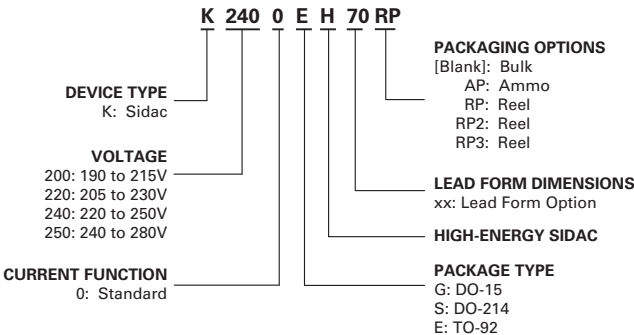 K 240 0 E H 70 RP
DEVICE TYPE
K: Sidac
VOLTAGE
200: 190 to 215V
220: 205 to 230V
240: 220 to 250V
250: 240 to 280V
CURRENT FUNCTION
0: Standard
PACKAGING OPTIONS
[Blank]: Bulk
AP: Ammo
RP: Reel
RP2: Reel
RP3: Reel
LEAD FORM DIMENSIONS
xx: Lead Form Option
HIGH-ENERGY SIDAC
PACKAGE TYPE
G: DO-15
S: DO-214
E: TO-92